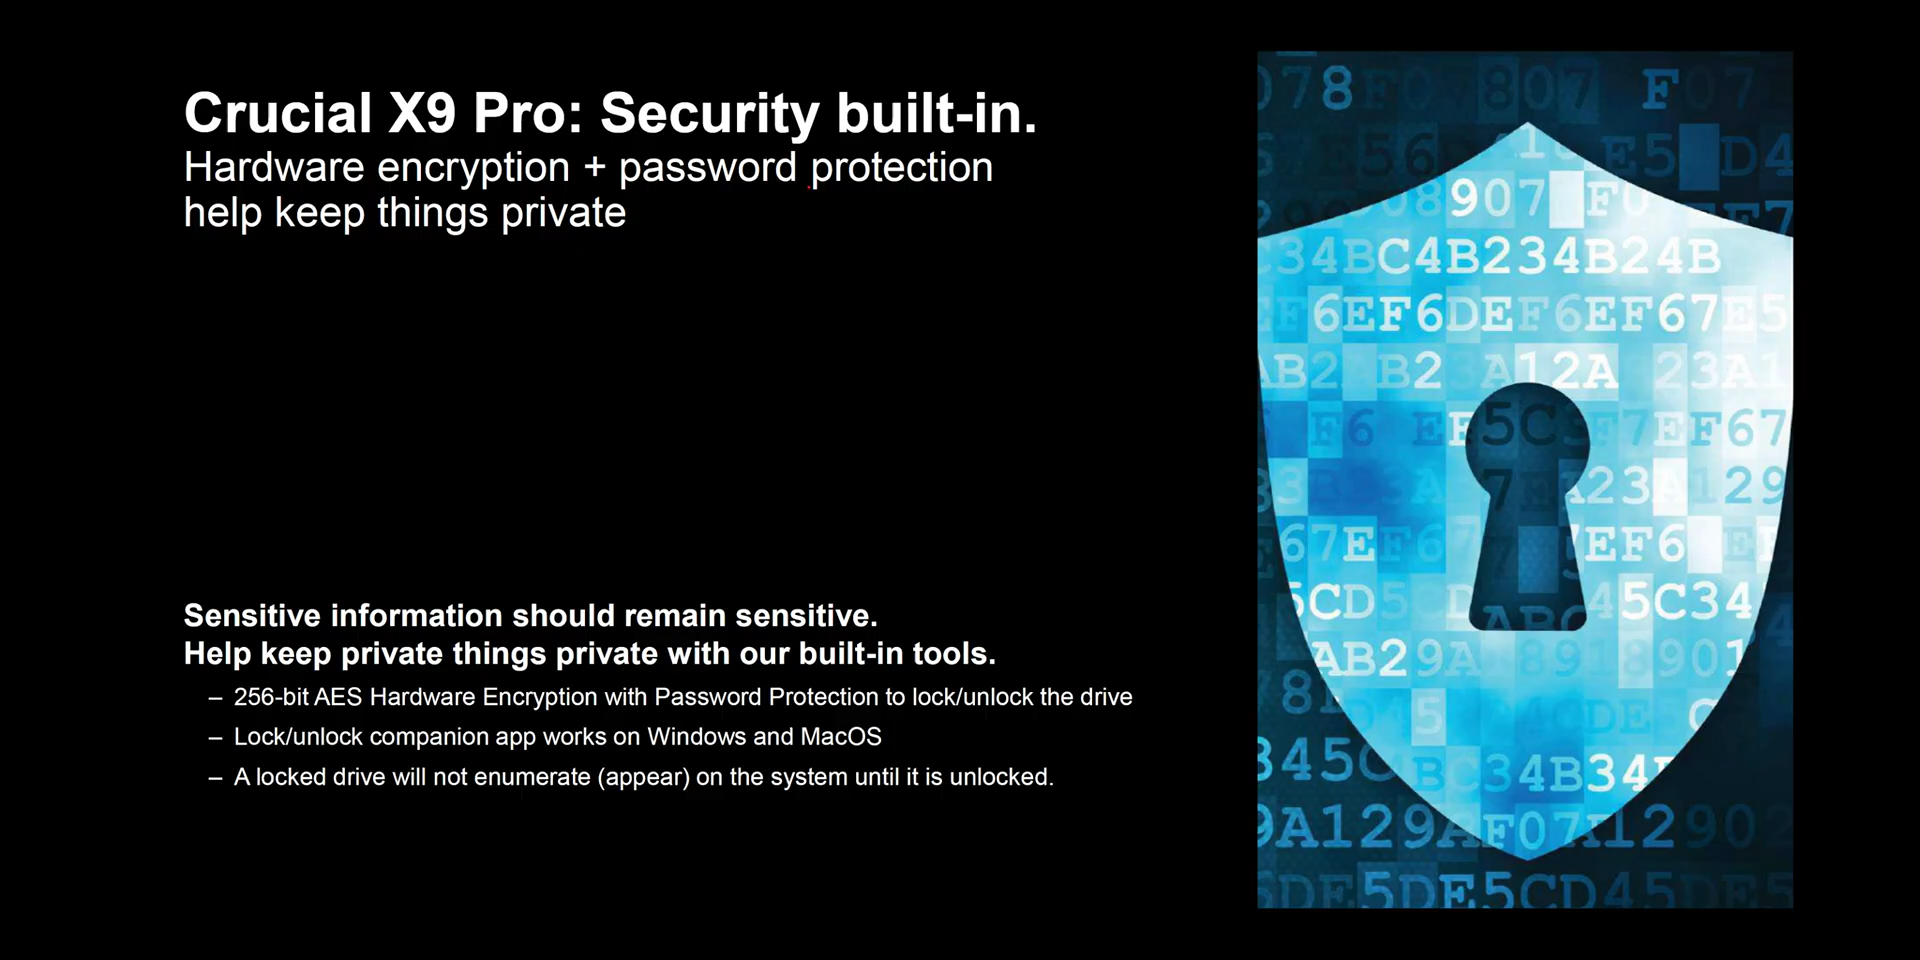 Crucial X9 Pro: Security built-in.
Hardware encryption + password protection
help keep things private
Sensitive information should remain sensitive.
Help keep private things private with our built-in tools.
– 256-bit AES Hardware Encryption with Password Protection to lock/unlock the drive
– Lock/unlock companion app works on Windows and MacOS
– A locked drive will not enumerate (appear) on the system until it is unlocked.